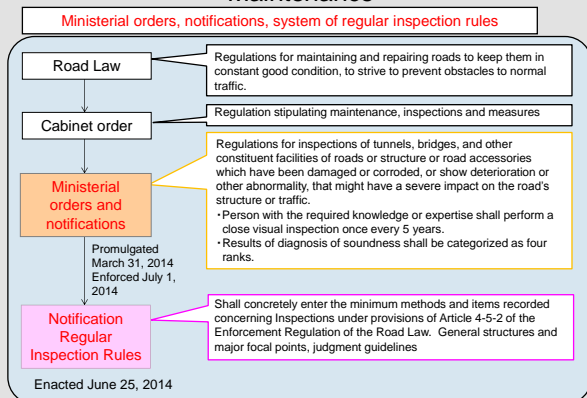 Ministerial orders, notifications, system of regular inspection rules
Road Law
Regulations for maintaining and repairing roads to keep them in
constant good condition, to strive to prevent obstacles to normal
traffic.
Cabinet order
Regulation stipulating maintenance, inspections and measures
Ministerial
orders and
notifications
Regulations for inspections of tunnels, bridges, and other
constituent facilities of roads or structure or road accessories
which have been damaged or corroded, or show deterioration or
other abnormality, that might have a severe impact on the road's
structure or traffic.
・Person with the required knowledge or expertise shall perform a
close visual inspection once every 5 years.
・Results of diagnosis of soundness shall be categorized as four
ranks.
Promulgated
March 31, 2014
Enforced July 1,
2014
Notification
Regular
Inspection Rules
Shall concretely enter the minimum methods and items recorded
concerning Inspections under provisions of Article 4-5-2 of the
Enforcement Regulation of the Road Law.  General structures and
major focal points, judgment guidelines
Enacted June 25, 2014